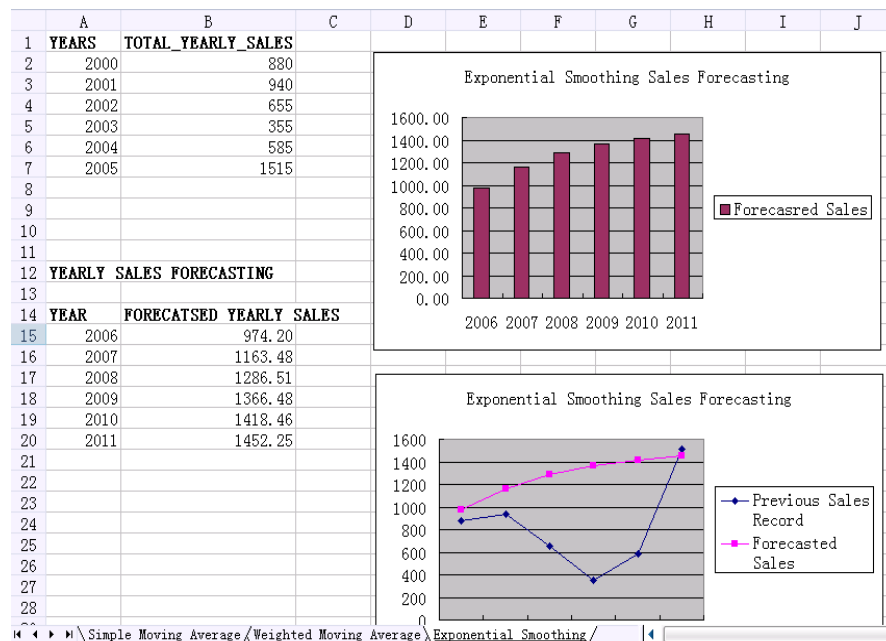 A B C D E F G H I J
1 YEARS TOTAL_YEARLY_SALES
2 2000 880
3 2001 940
4 2002 655
5 2003 355
6 2004 585
7 2005 1515
8
9
10
11
12 YEARLY SALES FORECASTING
13
14 YEAR FORECATSED YEARLY SALES
15 2006 974.20
16 2007 1163.48
17 2008 1286.51
18 2009 1366.48
19 2010 1418.46
20 2011 1452.25
21
22
23
24
25
26
27
28
Exponential Smoothing Sales Forecasting
1600.00
1400.00
1200.00
1000.00
800.00
600.00
400.00
200.00
0.00
2006 2007 2008 2009 2010 2011
Forecasred Sales
Exponential Smoothing Sales Forecasting
1600
1400
1200
1000
800
600
400
200
0
Previous Sales
Record
Forecasted
Sales
Simple Moving Average Weighted Moving Average Exponential Smoothing